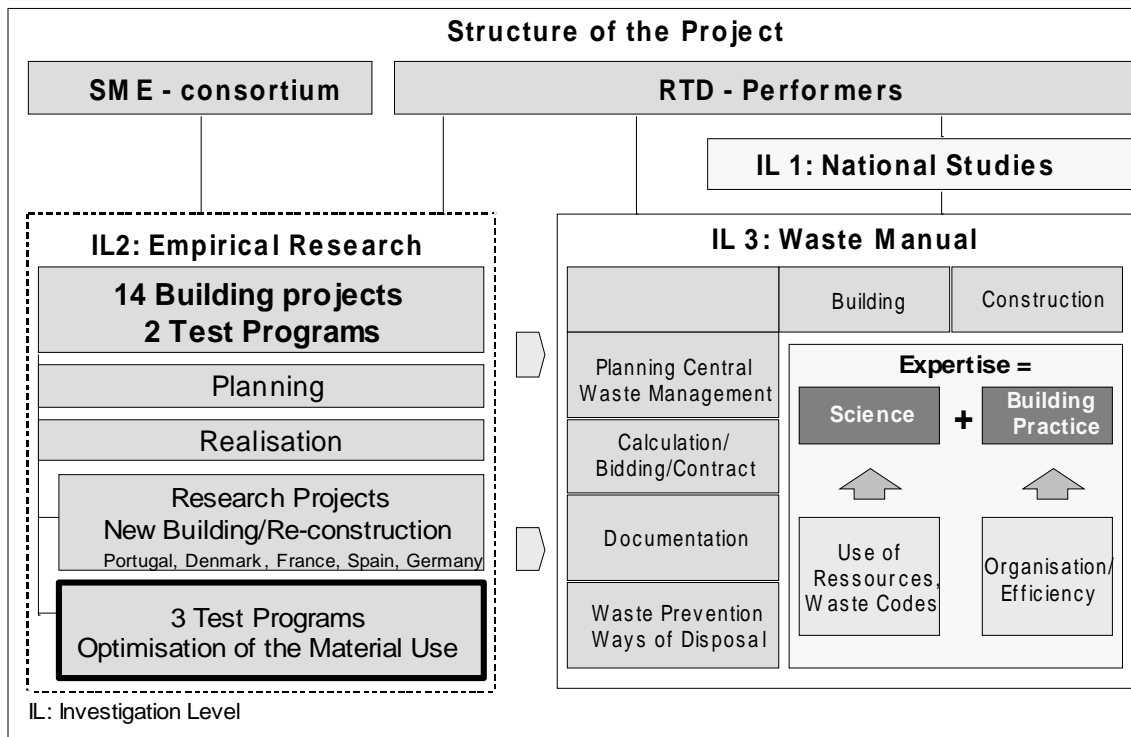 Structure of the Project
SME - consortium
RTD - Performers
IL 1: National Studies
IL2: Empirical Research
14 Building projects
2 Test Programs
Planning
Realisation
Research Projects
New Building/Re-construction
Portugal, Denmark, France, Spain, Germany
3 Test Programs
Optimisation of the Material Use
IL 3: Waste Manual
Building
Construction
Planning Central
Waste Management
Calculation/
Bidding/Contract
Documentation
Waste Prevention
Ways of Disposal
Expertise =
Science
+
Building
Practice
Use of
Ressources,
Waste Codes
Organisation/
Efficiency
IL: Investigation Level